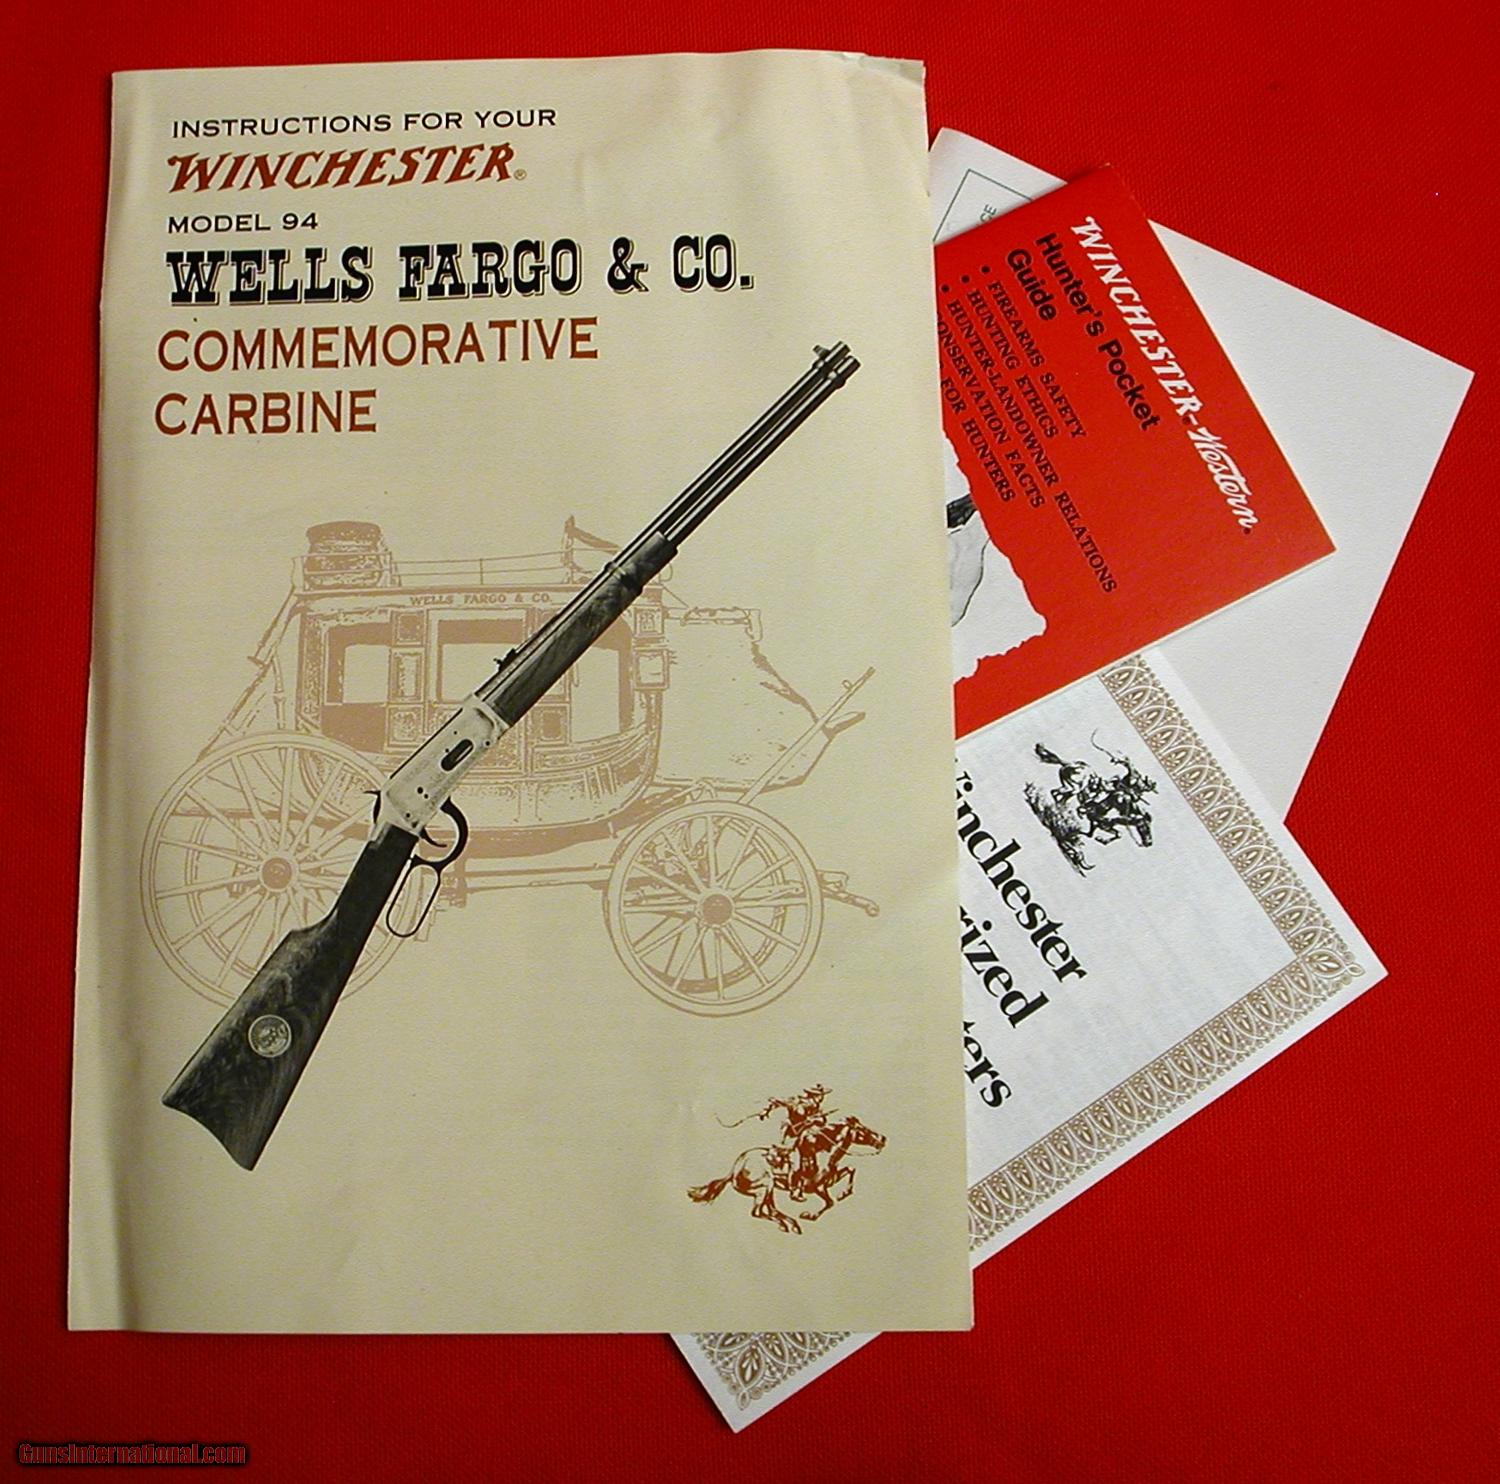 INSTRUCTIONS FOR YOUR
WINCHESTER®
MODEL 94
WELLS FARGO & CO.
COMMEMORATIVE
CARBINE
WELLS FARGO & CO.
WINCHESTER®-Western®
Hunter's Pocket
Guide
• FIREARMS SAFETY
• HUNTING ETHICS
• HUNTER-LANDOWNER RELATIONS
CONSERVATION FACTS
FOR HUNTERS
inchester
rized
ters
GunsInternational.com